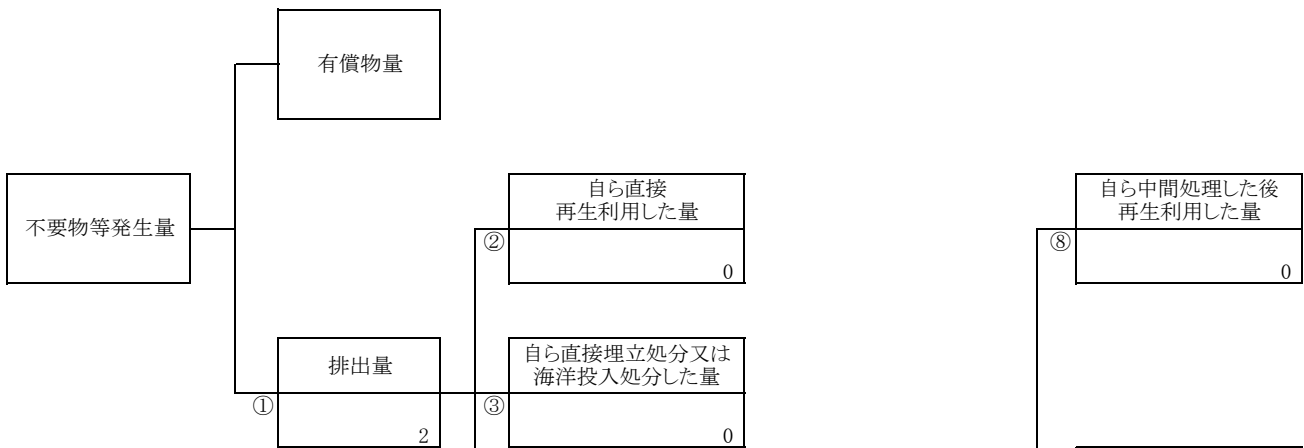 有償物量
不要物等発生量
自ら直接
再生利用した量
②
0
自ら中間処理した後
再生利用した量
⑧
0
排出量
①
2
自ら直接埋立処分又は
海洋投入処分した量
③
0